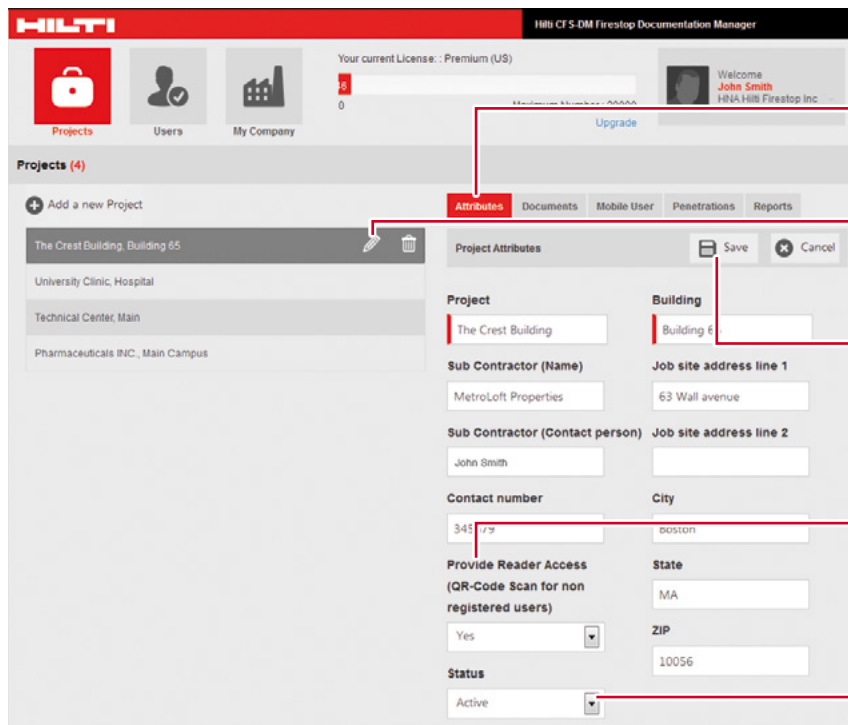 HILTI
Hilti CFS-DM Firestop Documentation Manager
Your current License: : Premium (US)
0
Upgrade
Welcome
John Smith
HNA Hilti Firestop Inc
Projects
Users
My Company
Projects (4)
Add a new Project
The Crest Building, Building 65
University Clinic, Hospital
Technical Center, Main
Pharmaceuticals INC., Main Campus
Attributes Documents Mobile User Penetrations Reports
Project Attributes
Save
Cancel
Project
The Crest Building
Building
Building
Sub Contractor (Name)
MetroLoft Properties
Job site address line 1
63 Wall avenue
Sub Contractor (Contact person)
John Smith
Job site address line 2
Contact number
City
Boston
Provide Reader Access
(QR-Code Scan for non
registered users)
Yes
State
MA
ZIP
10056
Status
Active